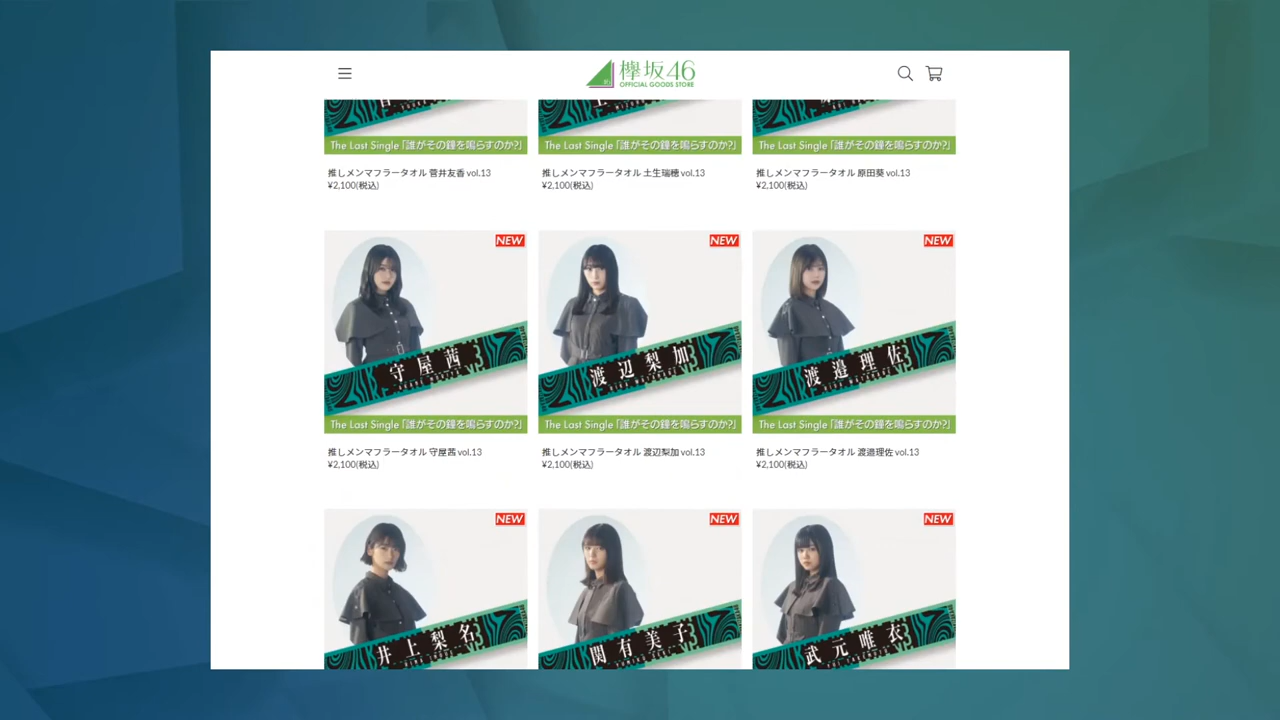 欅坂46
OFFICIAL GOODS STORE
The Last Single「誰がその鐘を鳴らすのか?」
The Last Single「誰がその鐘を鳴らすのか?」
The Last Single「誰がその鐘を鳴らすのか?」
推しメンマフラータオル 菅井友香 vol.13
¥2,100(税込)
推しメンマフラータオル 土生瑞穂 vol.13
¥2,100(税込)
推しメンマフラータオル 原田葵 vol.13
¥2,100(税込)
NEW
守屋茜
The Last Single「誰がその鐘を鳴らすのか?」
NEW
渡辺梨加
The Last Single「誰がその鐘を鳴らすのか?」
NEW
渡邉理佐
The Last Single「誰がその鐘を鳴らすのか?」
推しメンマフラータオル 守屋茜 vol.13
¥2,100(税込)
推しメンマフラータオル 渡辺梨加 vol.13
¥2,100(税込)
推しメンマフラータオル 渡邉理佐 vol.13
¥2,100(税込)
NEW
井上梨名
NEW
関有美子
NEW
武元唯衣